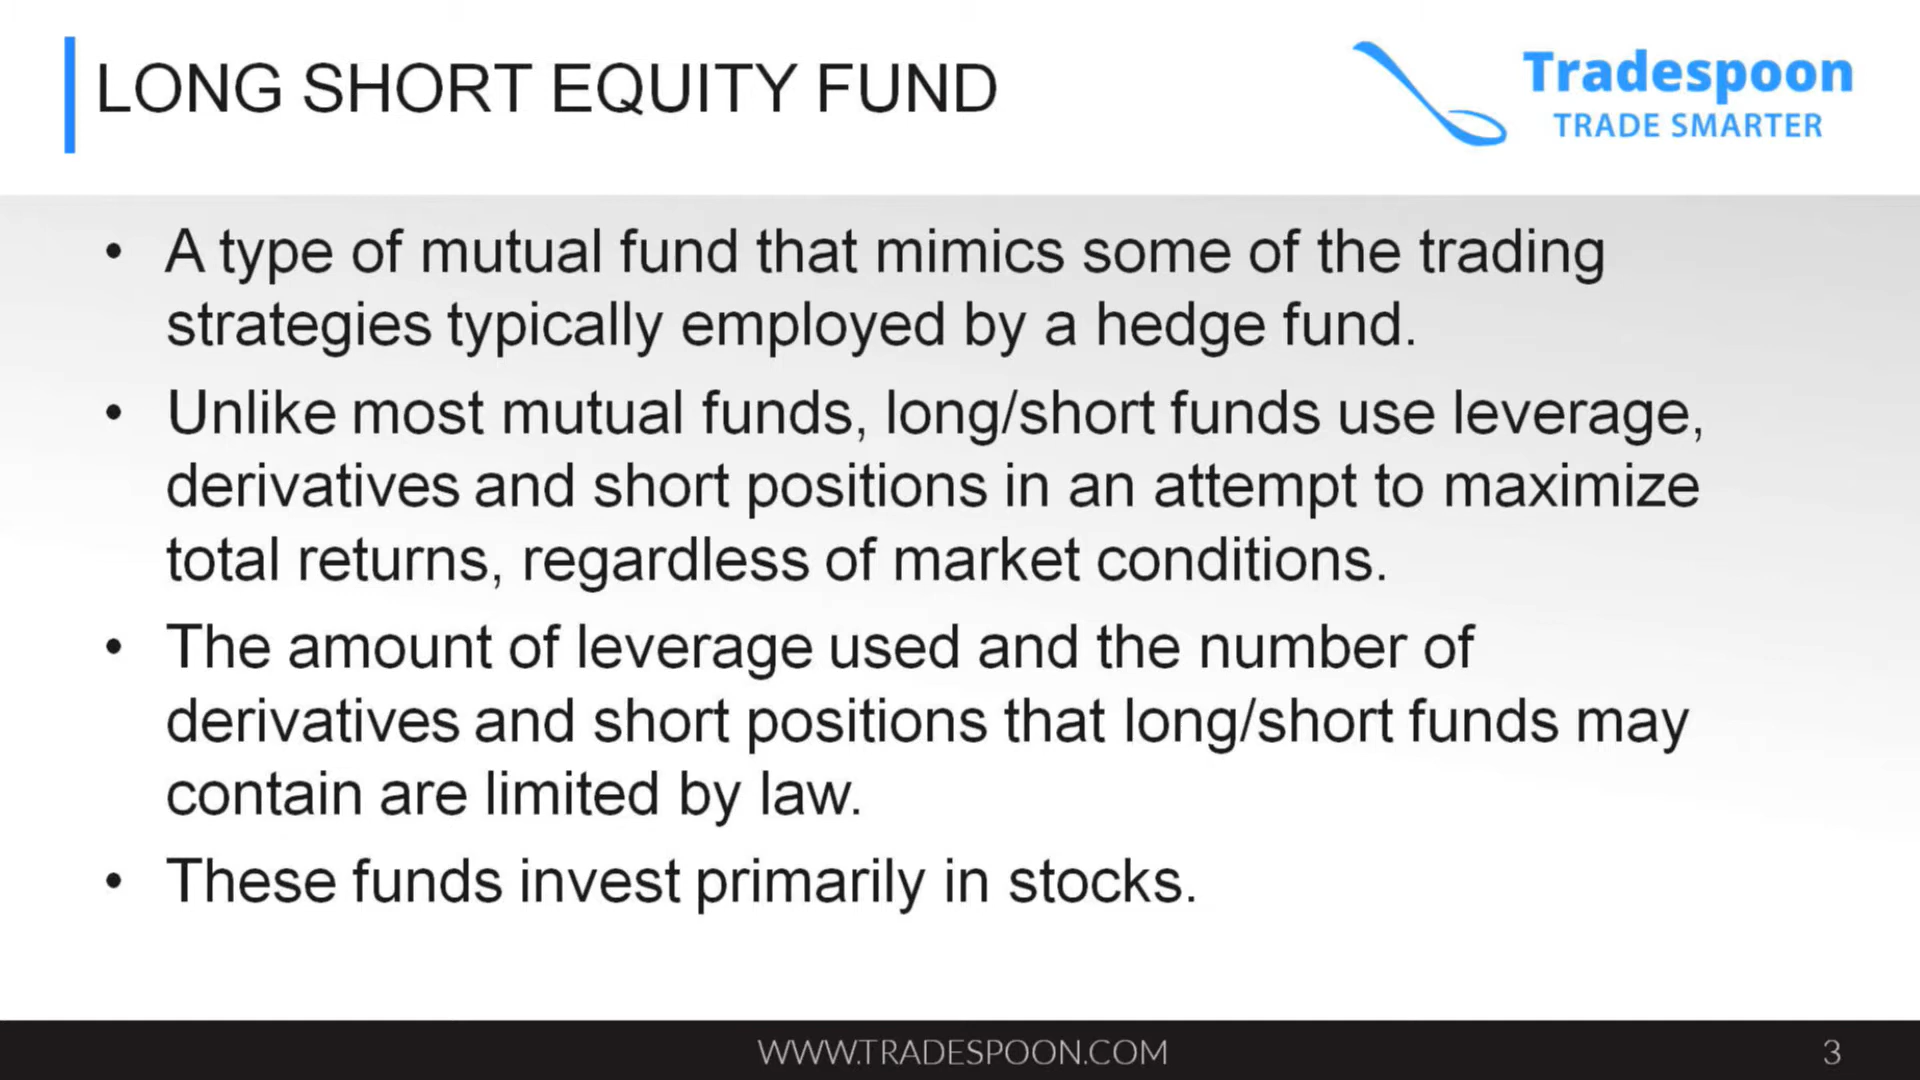 LONG SHORT EQUITY FUND
Tradespoon
TRADE SMARTER
• A type of mutual fund that mimics some of the trading
strategies typically employed by a hedge fund.
• Unlike most mutual funds, long/short funds use leverage,
derivatives and short positions in an attempt to maximize
total returns, regardless of market conditions.
• The amount of leverage used and the number of
derivatives and short positions that long/short funds may
contain are limited by law.
• These funds invest primarily in stocks.
WWW.TRADESPOON.COM
3